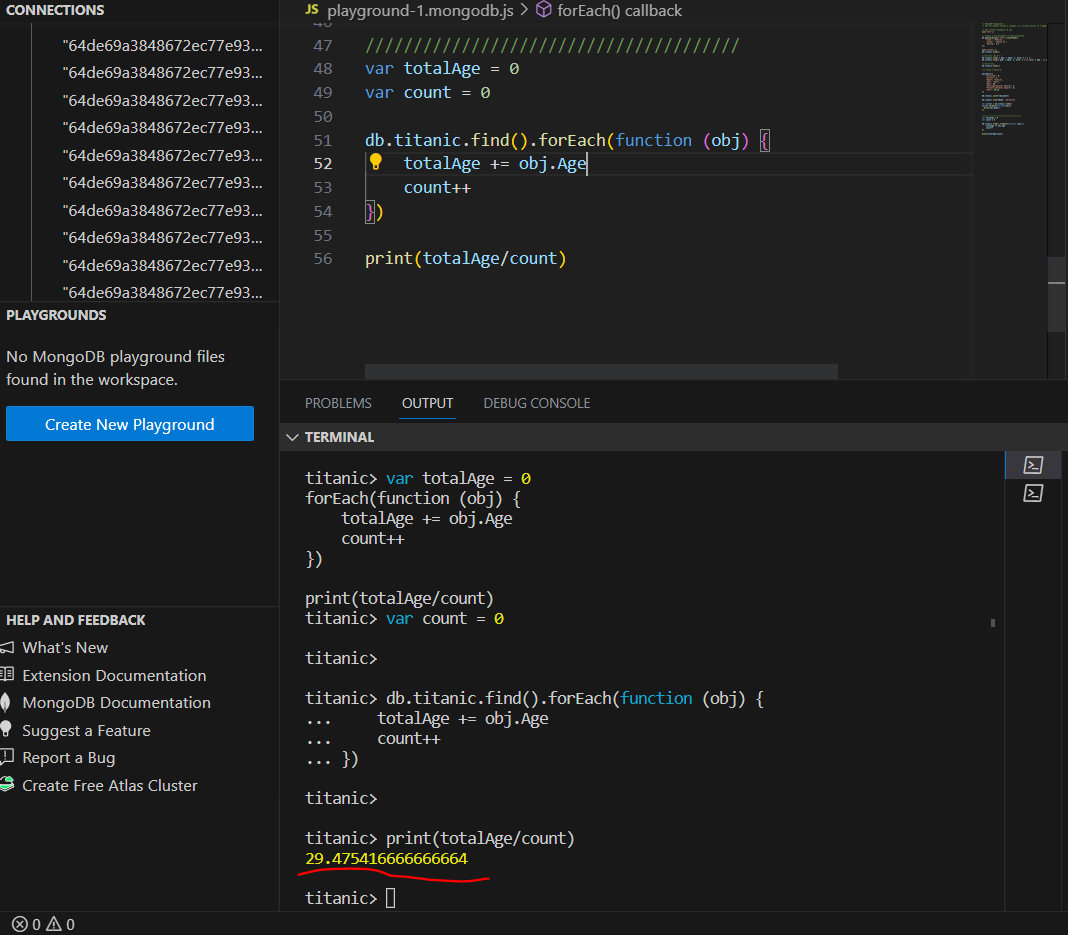 CONNECTIONS
"64de69a3848672ec77e93...
"64de69a3848672ec77e93...
"64de69a3848672ec77e93...
"64de69a3848672ec77e93...
"64de69a3848672ec77e93...
"64de69a3848672ec77e93...
"64de69a3848672ec77e93...
"64de69a3848672ec77e93...
"64de69a3848672ec77e93...
"64de69a3848672ec77e93...
PLAYGROUNDS
No MongoDB playground files
found in the workspace.
Create New Playground
HELP AND FEEDBACK
What's New
Extension Documentation
MongoDB Documentation
Suggest a Feature
Report a Bug
Create Free Atlas Cluster
JS playground-1.mongodb.js > forEach() callback
46
47 ///////////////////////////////////////
48 var totalAge = 0
49 var count = 0
50
51 db.titanic.find().forEach(function (obj) {
52 totalAge += obj.Age
53 count++
54 })
55
56 print(totalAge/count)
PROBLEMS OUTPUT DEBUG CONSOLE
TERMINAL
titanic> var totalAge = 0
forEach(function (obj) {
totalAge += obj.Age
count++
})
print(totalAge/count)
titanic> var count = 0
titanic>
titanic> db.titanic.find().forEach(function (obj) {
... totalAge += obj.Age
... count++
... })
titanic>
titanic> print(totalAge/count)
29.475416666666664
titanic>
0 0